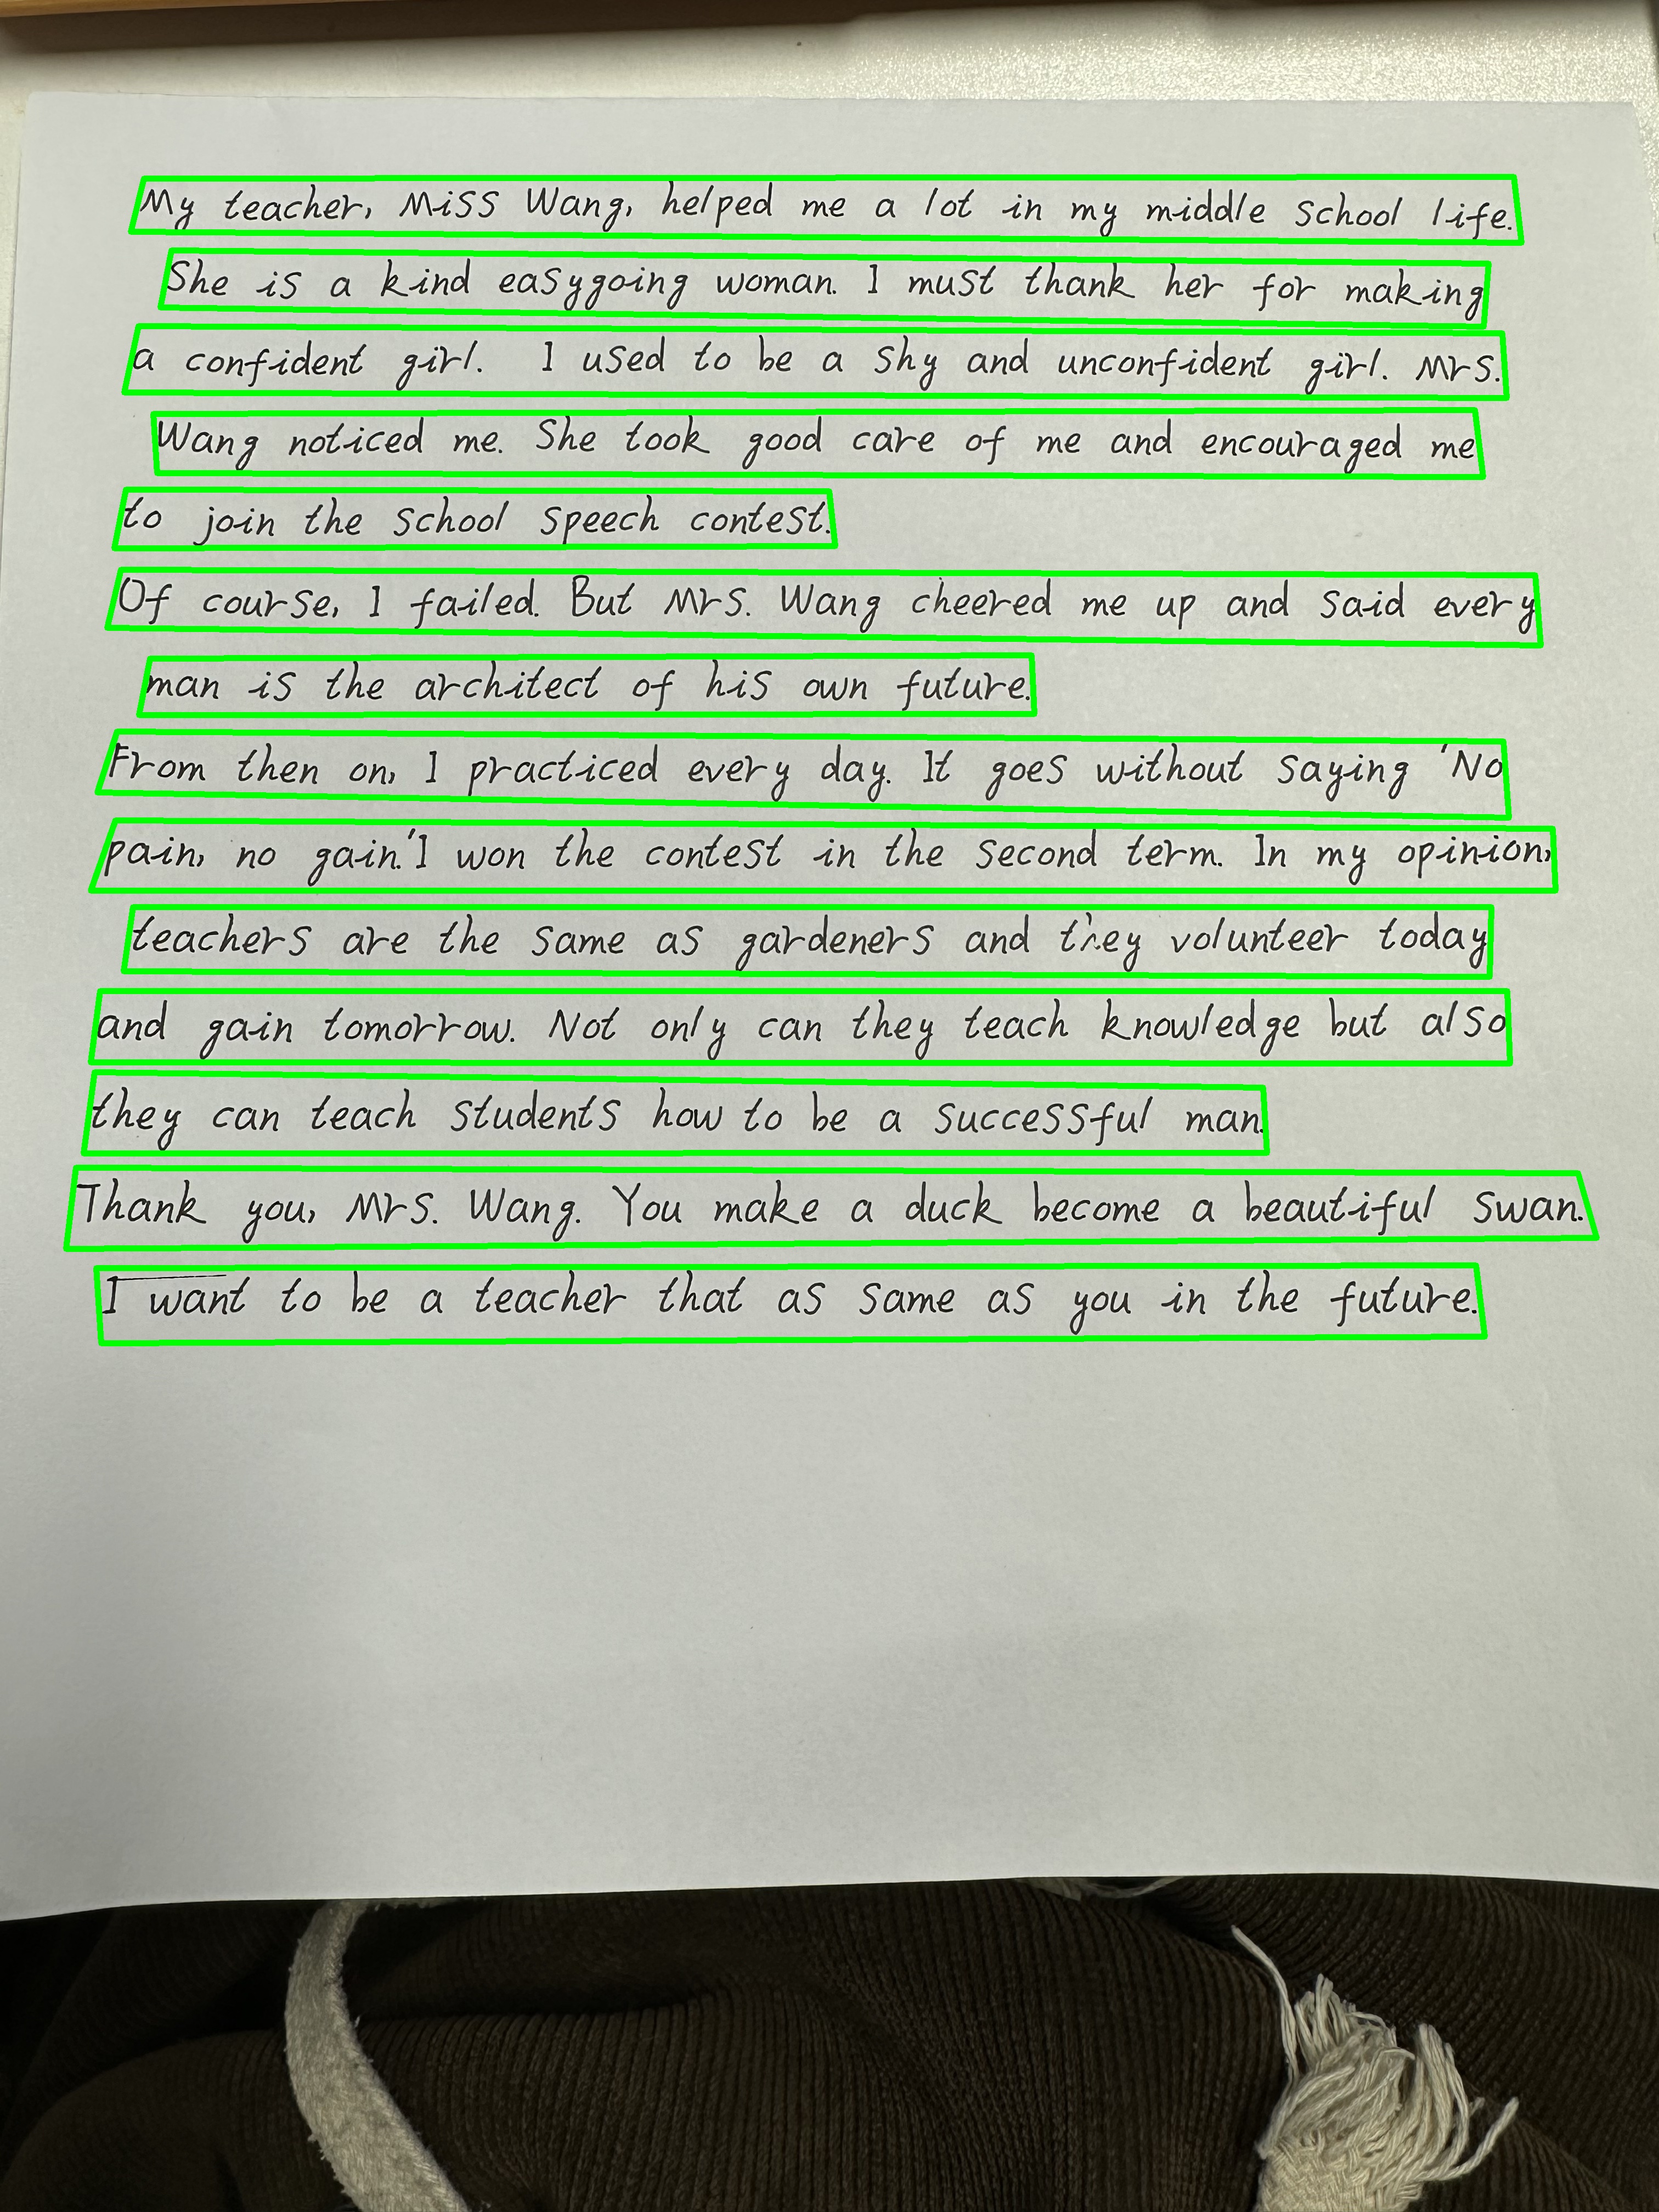 My teacher, Miss Wang, helped me a lot in my middle school life.
She is a kind easygoing woman. I must thank her for making
a confident girl. I used to be a shy and unconfident girl. Mrs.
Wang noticed me. She took good care of me and encouraged me
to join the school speech contest.
Of course, I failed. But Mrs. Wang cheered me up and said every
man is the architect of his own future.
From then on, I practiced every day. It goes without saying 'No
pain, no gain.' I won the contest in the second term. In my opinion,
teachers are the same as gardeners and they volunteer today
and gain tomorrow. Not only can they teach knowledge but also
they can teach students how to be a successful man.
Thank you, Mrs. Wang. You make a duck become a beautiful swan.
I want to be a teacher that as same as you in the future.